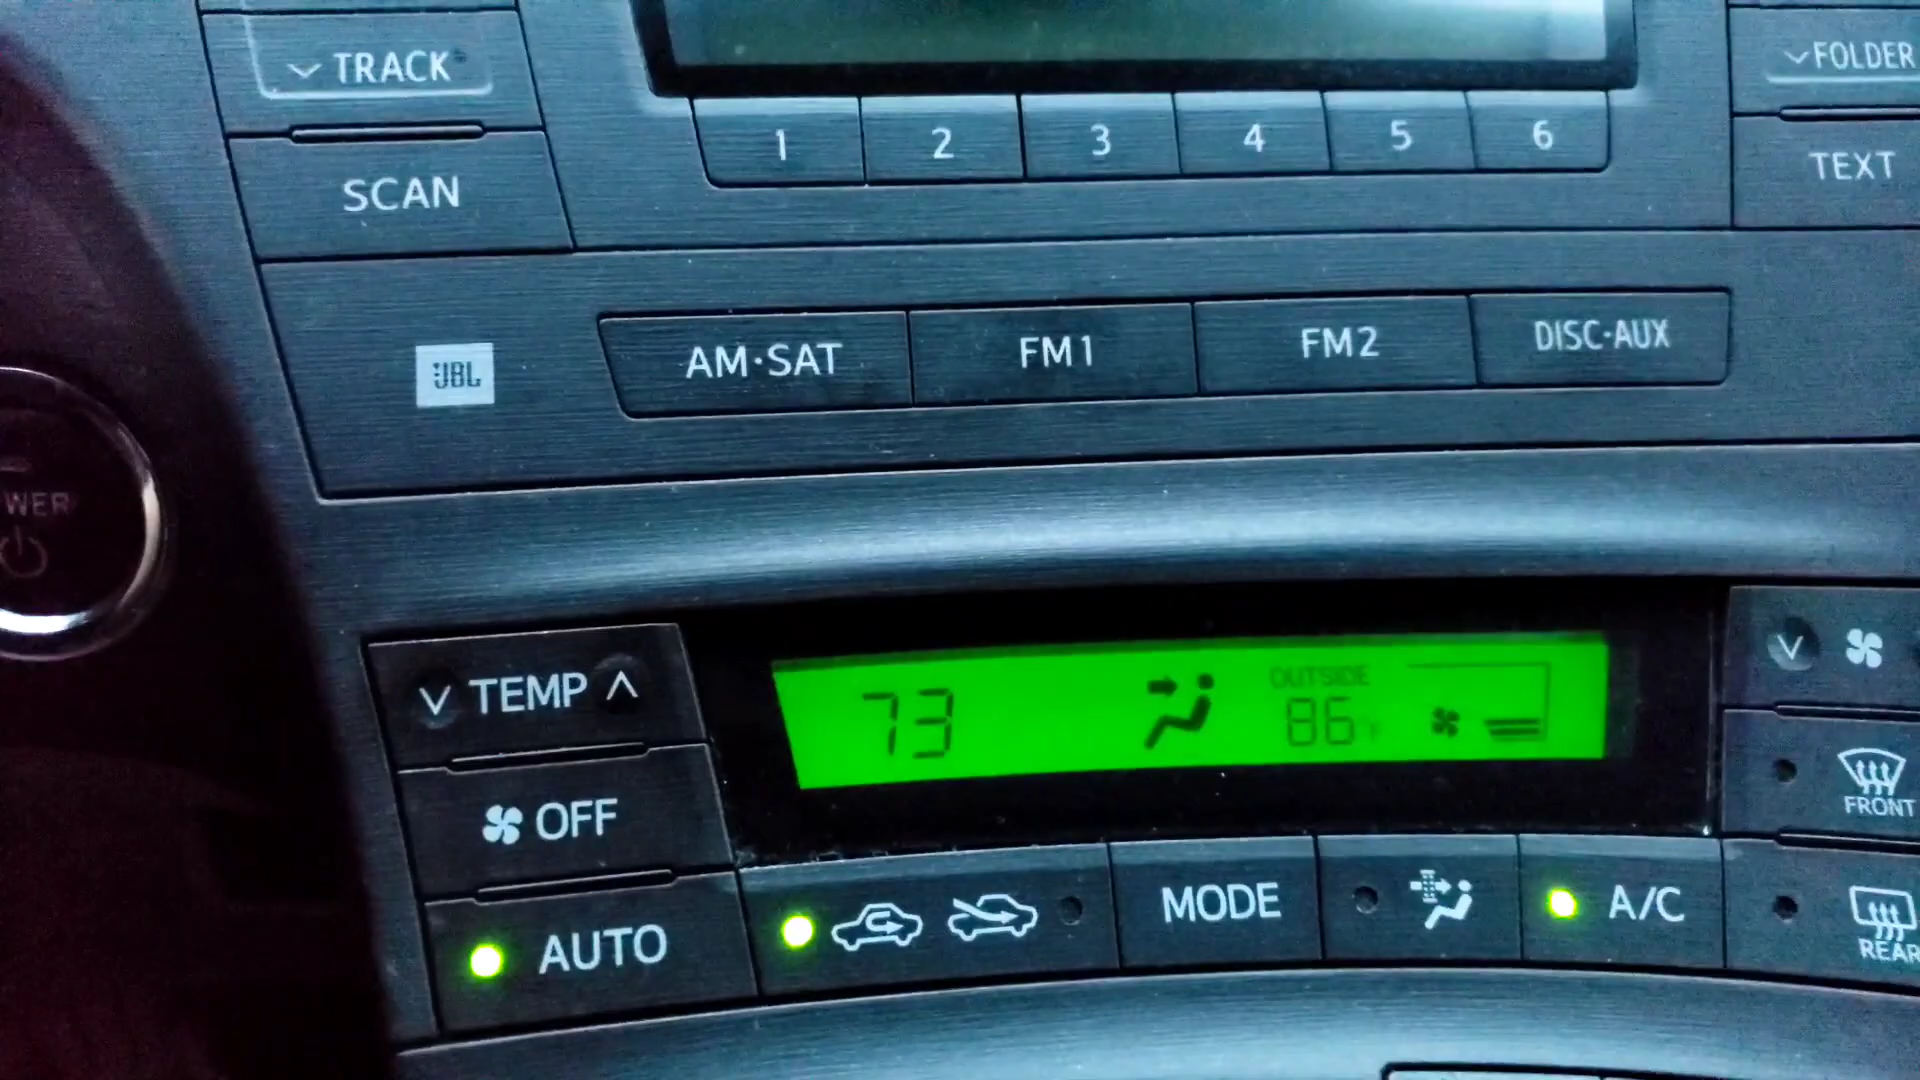 TRACK
FOLDER
1 2 3 4 5 6
SCAN
TEXT
JBL
AM·SAT FM1 FM2 DISC·AUX
WER
TEMP
73
OUTSIDE
86°F
OFF
FRONT
AUTO
MODE
A/C
REAR